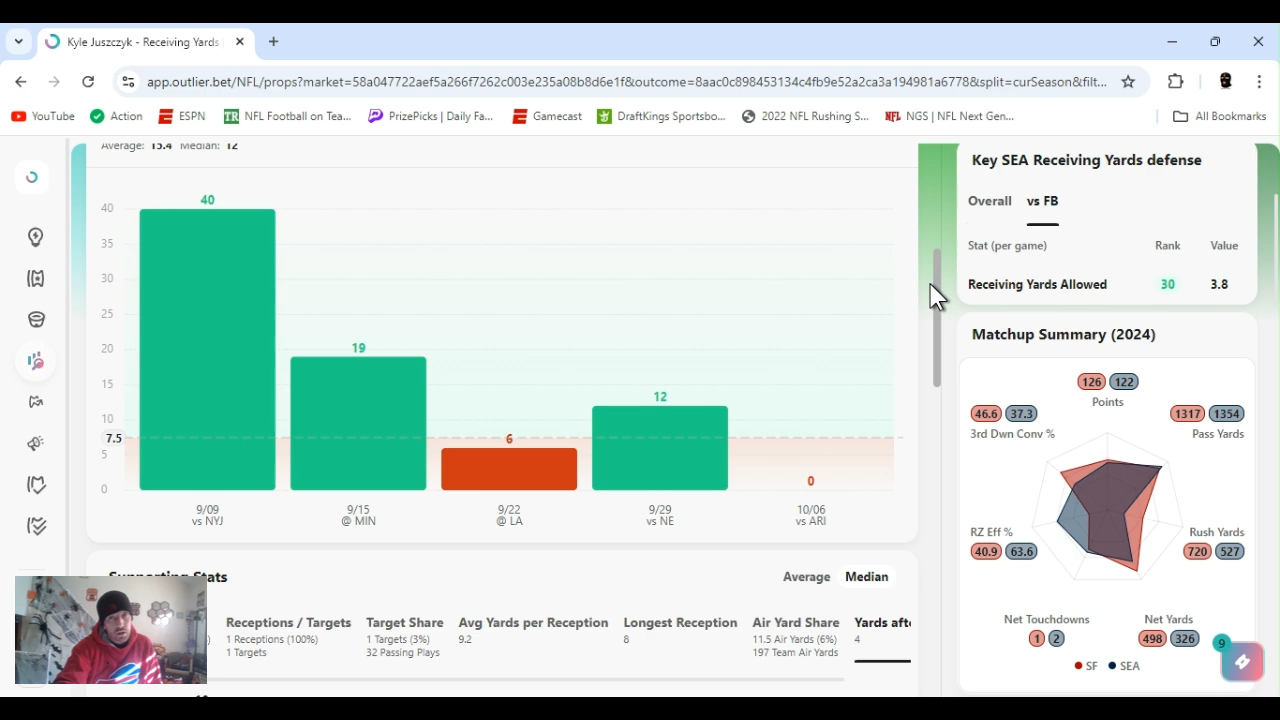 Kyle Juszczyk - Receiving Yards
app.outlier.bet/NFL/props?market=58a047722aef5a266f7262c003e235a08b8d6e1f&outcome=8aac0c898453134c4fb9e52a2ca3a194981a6778&split=curSeason&filt...
YouTube Action ESPN NFL Football on Tea... PrizePicks | Daily Fa... Gamecast DraftKings Sportsbo... 2022 NFL Rushing S... NGS | NFL Next Gen... All Bookmarks
Average: 15.4 Median: 12
40
35
30
25
20
15
10
7.5
5
0
40
19
6
12
0
9/09
vs NYJ
9/15
@ MIN
9/22
@ LA
9/29
vs NE
10/06
vs ARI
Supporting Stats
Average Median
Receptions / Targets
1 Receptions (100%)
1 Targets
Target Share
1 Targets (3%)
32 Passing Plays
Avg Yards per Reception
9.2
Longest Reception
8
Air Yard Share
11.5 Air Yards (6%)
197 Team Air Yards
Yards afte
4
Key SEA Receiving Yards defense
Overall vs FB
Stat (per game) Rank Value
Receiving Yards Allowed 30 3.8
Matchup Summary (2024)
126 122
Points
46.6 37.3
3rd Dwn Conv %
1317 1354
Pass Yards
RZ Eff %
40.9 63.6
Rush Yards
720 527
Net Touchdowns
1 2
Net Yards
498 326
SF SEA
9